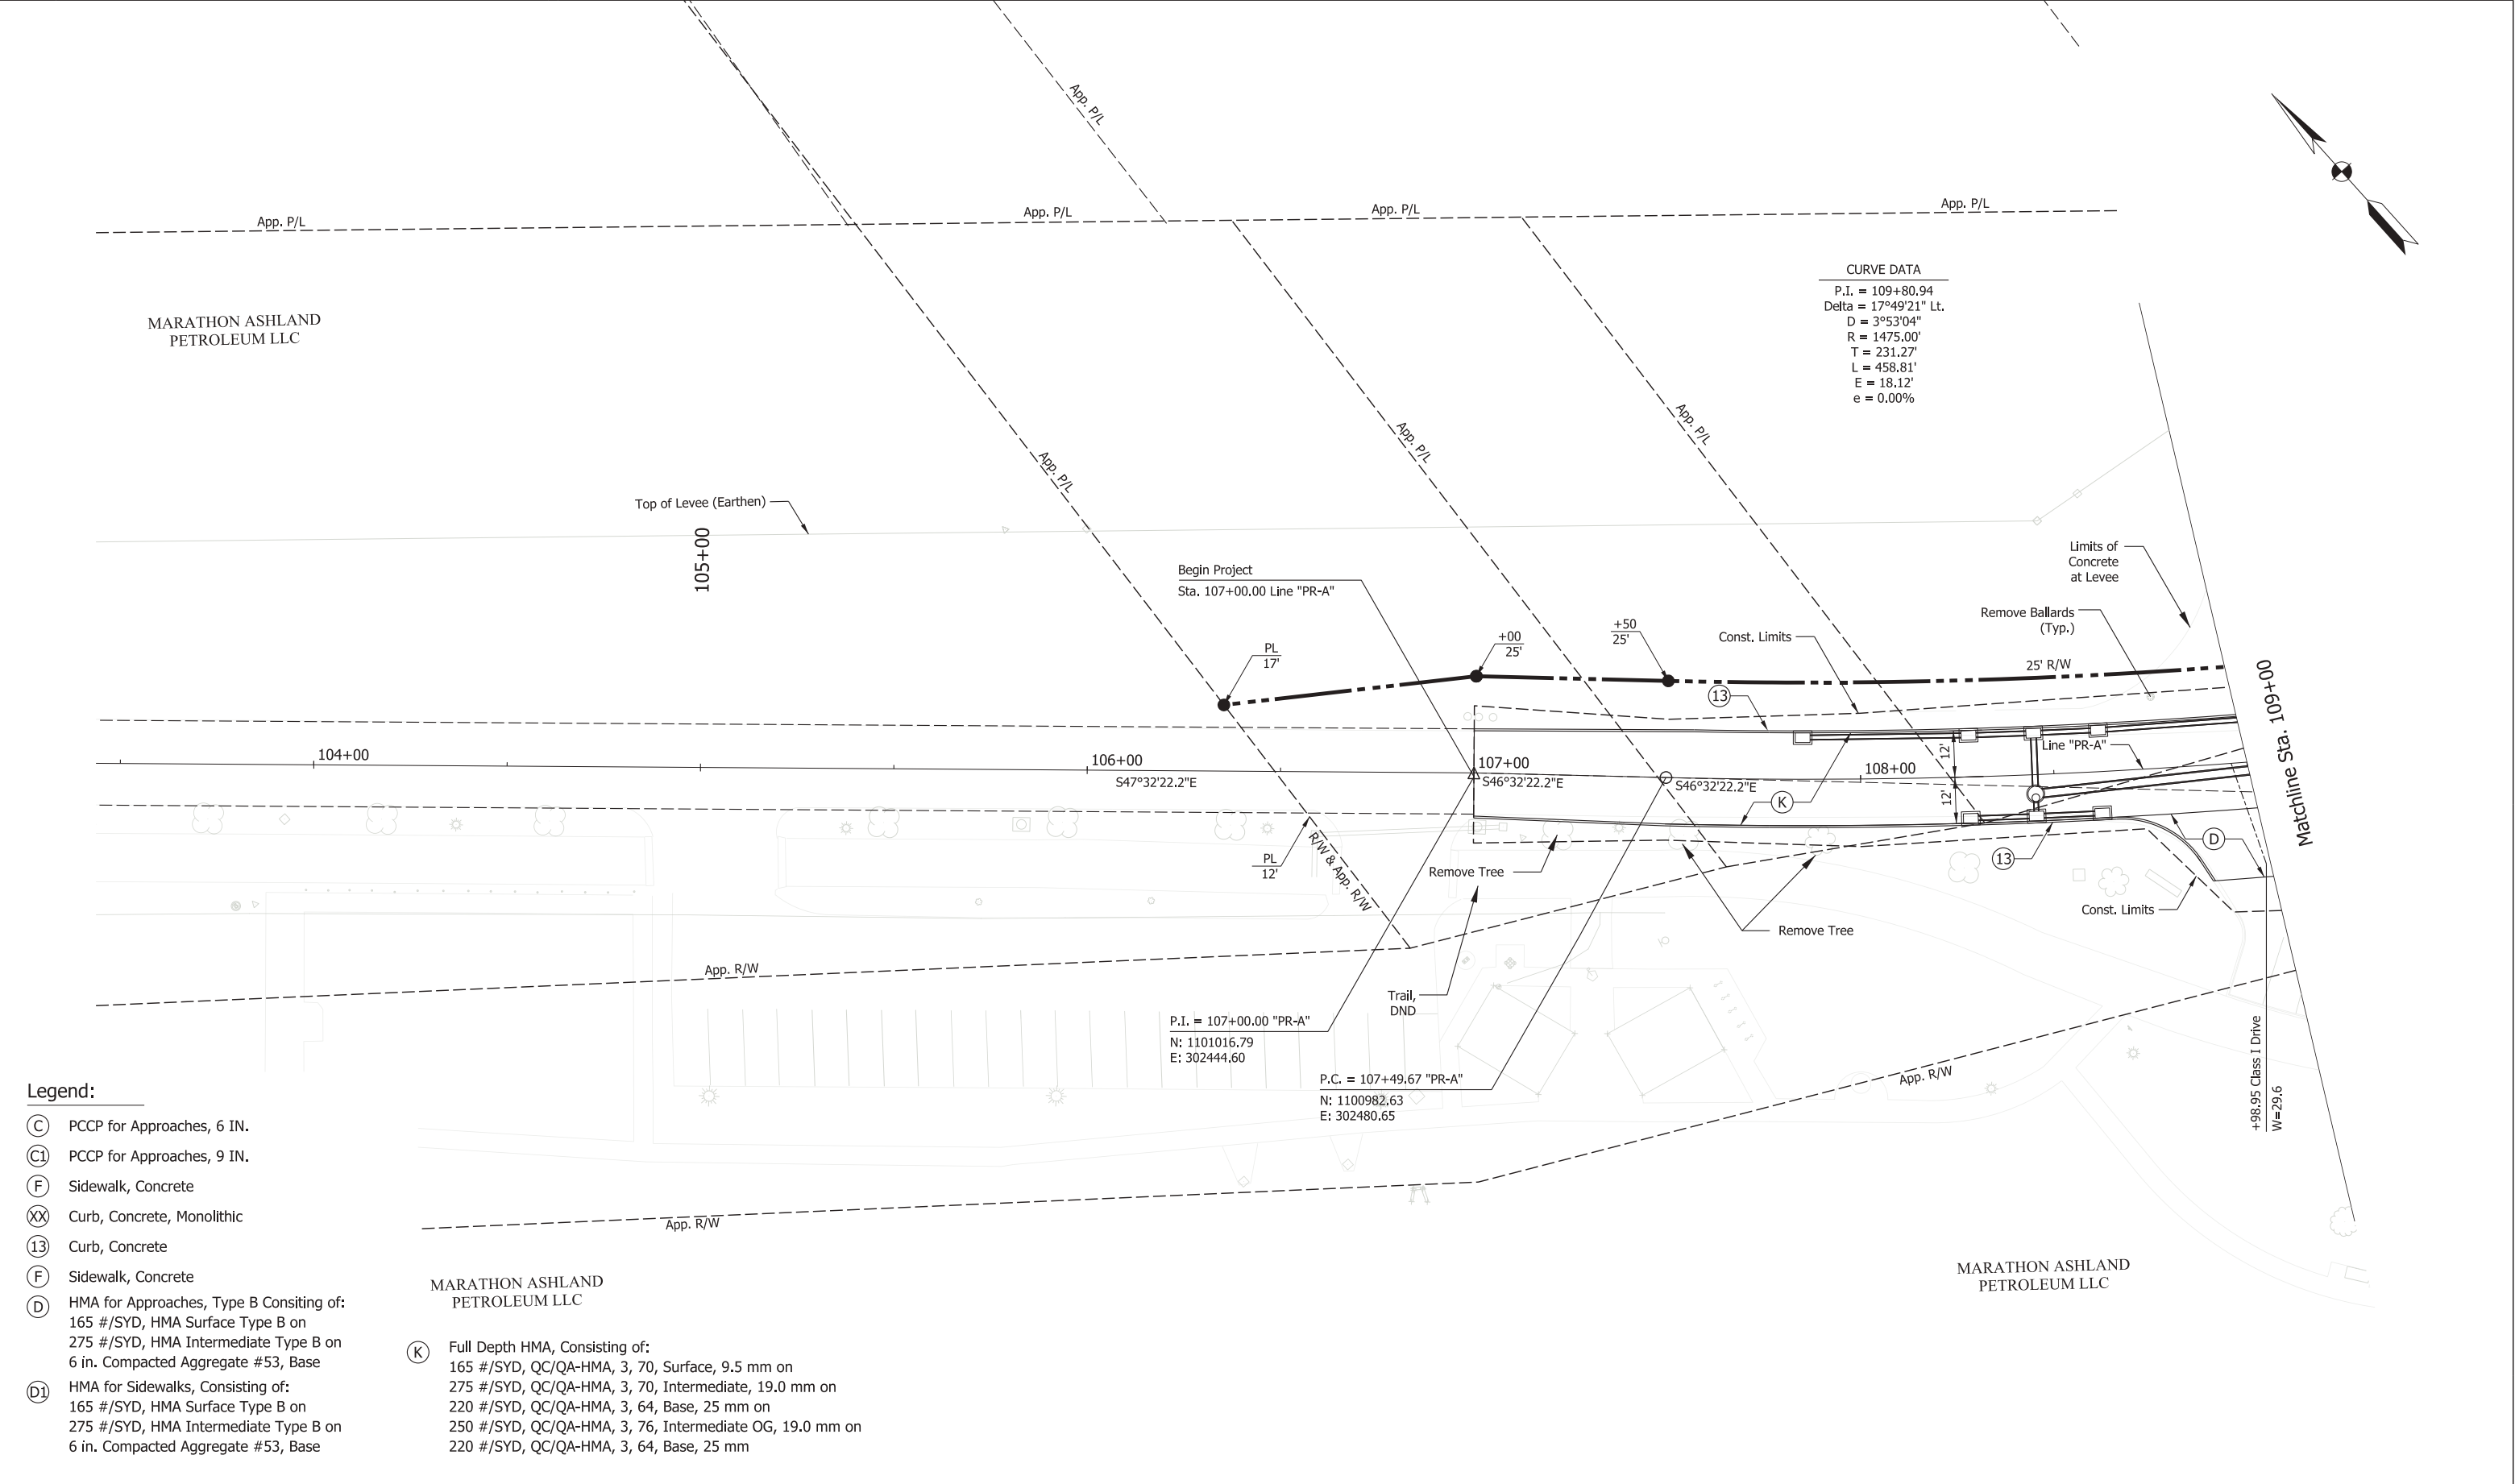 App. P/L
App. P/L
App. P/L
App. P/L
App. P/L
MARATHON ASHLAND
PETROLEUM LLC
CURVE DATA
P.I. = 109+80.94
Delta = 17°49'21" Lt.
D = 3°53'04"
R = 1475.00'
T = 231.27'
L = 458.81'
E = 18.12'
e = 0.00%
App. P/L
App. P/L
App. P/L
Top of Levee (Earthen)
105+00
Begin Project
Sta. 107+00.00 Line "PR-A"
Limits of
Concrete
at Levee
Remove Ballards
(Typ.)
PL
17'
+00
25'
+50
25'
Const. Limits
25' R/W
13
Matchline Sta. 109+00
104+00
106+00
107+00
108+00
12'
Line "PR-A"
S47°32'22.2"E
S46°32'22.2"E
S46°32'22.2"E
12'
K
D
13
PL
12'
R/W & App. R/W
Remove Tree
Const. Limits
Remove Tree
App. R/W
Trail,
DND
P.I. = 107+00.00 "PR-A"
N: 1101016.79
E: 302444.60
P.C. = 107+49.67 "PR-A"
N: 1100982.63
E: 302480.65
App. R/W
+98.95 Class I Drive
W=29.6
App. R/W
MARATHON ASHLAND
PETROLEUM LLC
MARATHON ASHLAND
PETROLEUM LLC
Legend:
C PCCP for Approaches, 6 IN.
C1 PCCP for Approaches, 9 IN.
F Sidewalk, Concrete
XX Curb, Concrete, Monolithic
13 Curb, Concrete
F Sidewalk, Concrete
D HMA for Approaches, Type B Consiting of:
165 #/SYD, HMA Surface Type B on
275 #/SYD, HMA Intermediate Type B on
6 in. Compacted Aggregate #53, Base
D1 HMA for Sidewalks, Consisting of:
165 #/SYD, HMA Surface Type B on
275 #/SYD, HMA Intermediate Type B on
6 in. Compacted Aggregate #53, Base
K Full Depth HMA, Consisting of:
165 #/SYD, QC/QA-HMA, 3, 70, Surface, 9.5 mm on
275 #/SYD, QC/QA-HMA, 3, 70, Intermediate, 19.0 mm on
220 #/SYD, QC/QA-HMA, 3, 64, Base, 25 mm on
250 #/SYD, QC/QA-HMA, 3, 76, Intermediate OG, 19.0 mm on
220 #/SYD, QC/QA-HMA, 3, 64, Base, 25 mm